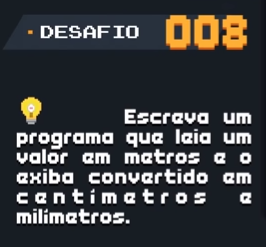 DESAFIO 008
Escreva um
programa que leia um
valor em metros e o
exiba convertido em
centímetros e
milímetros.